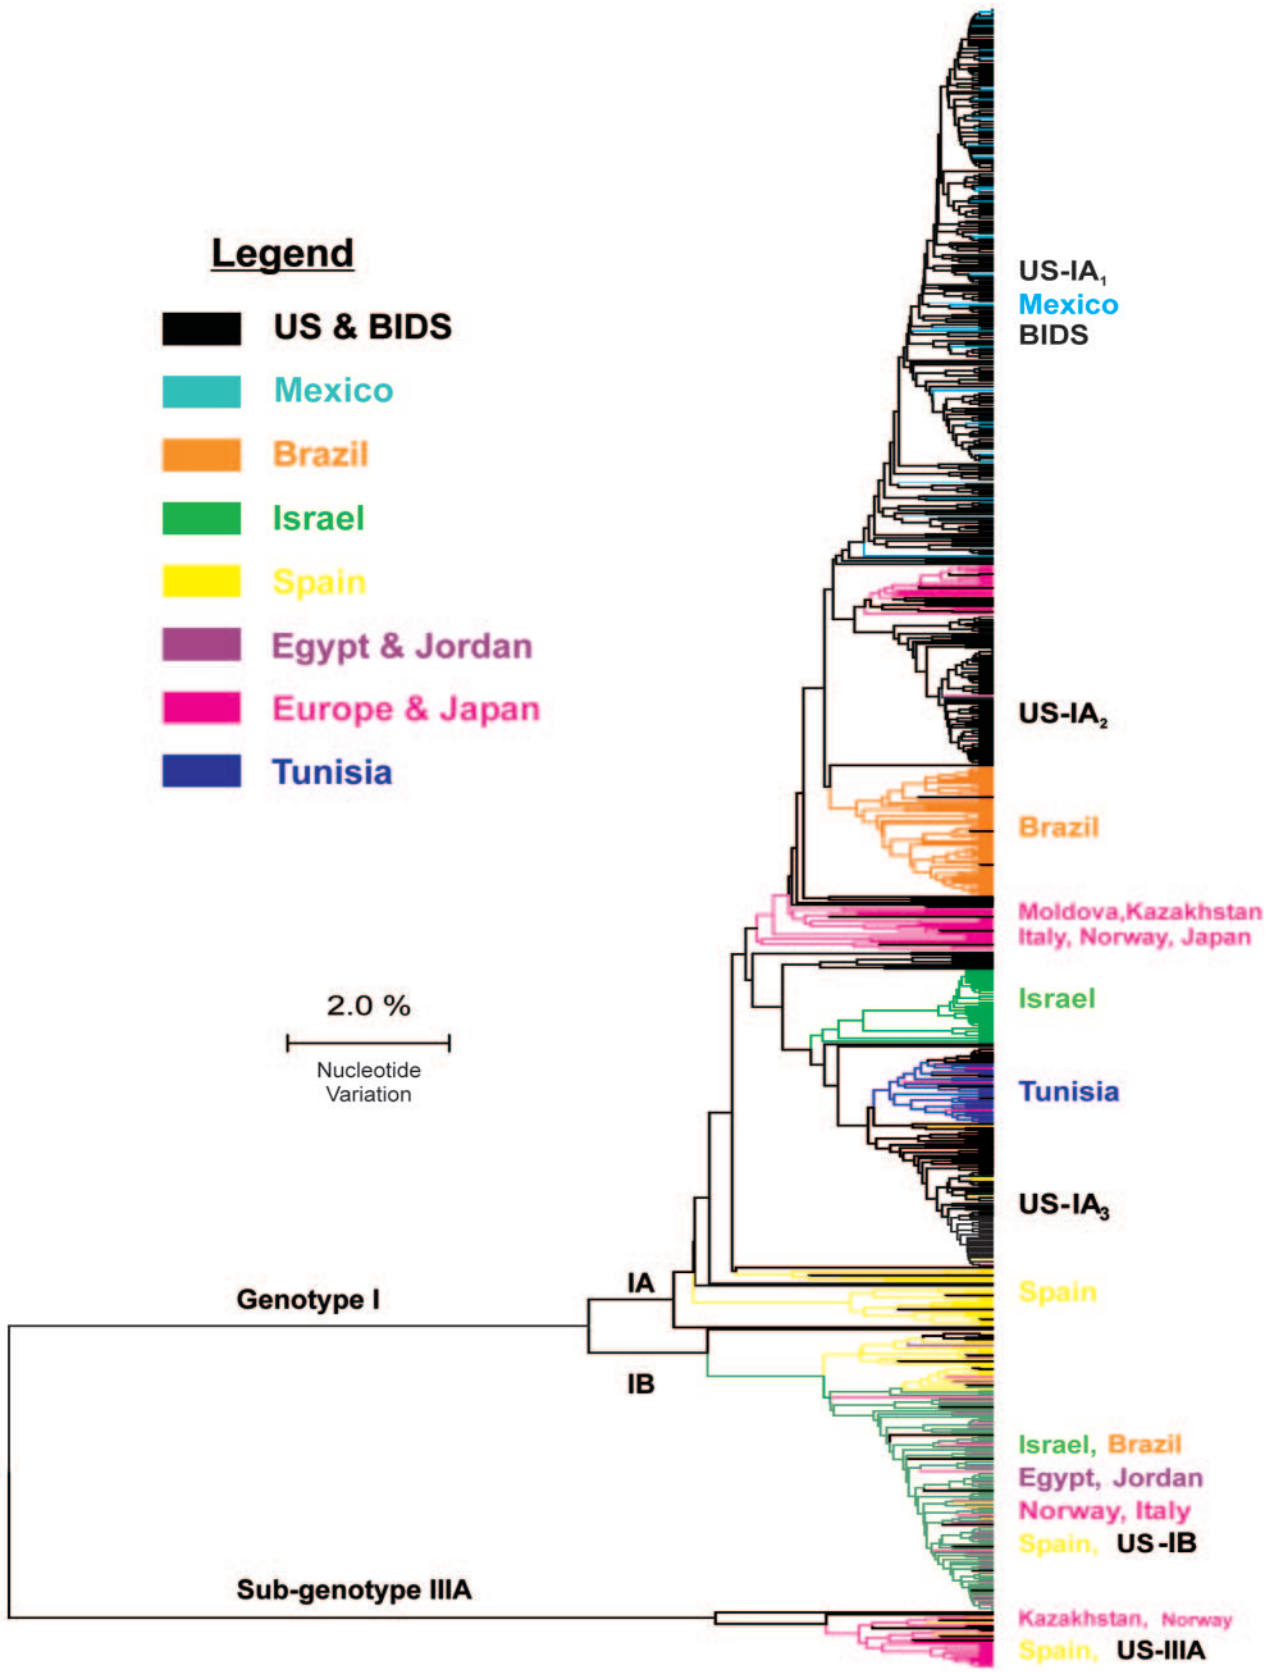 Legend
US & BIDS
Mexico
Brazil
Israel
Spain
Egypt & Jordan
Europe & Japan
Tunisia
2.0 %
Nucleotide
Variation
US-IA₁
Mexico
BIDS
US-IA₂
Brazil
Moldova,Kazakhstan
Italy, Norway, Japan
Israel
Tunisia
US-IA₃
Spain
IA
Genotype I
IB
Israel, Brazil
Egypt, Jordan
Norway, Italy
Spain, US-IB
Sub-genotype IIIA
Kazakhstan, Norway
Spain, US-IIIA